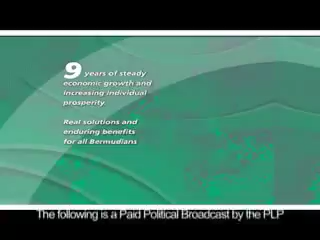 9 years of steady
economic growth and
increasing individual
prosperity
Real solutions and
enduring benefits
for all Bermudians
The following is a Paid Political Broadcast by the PLP